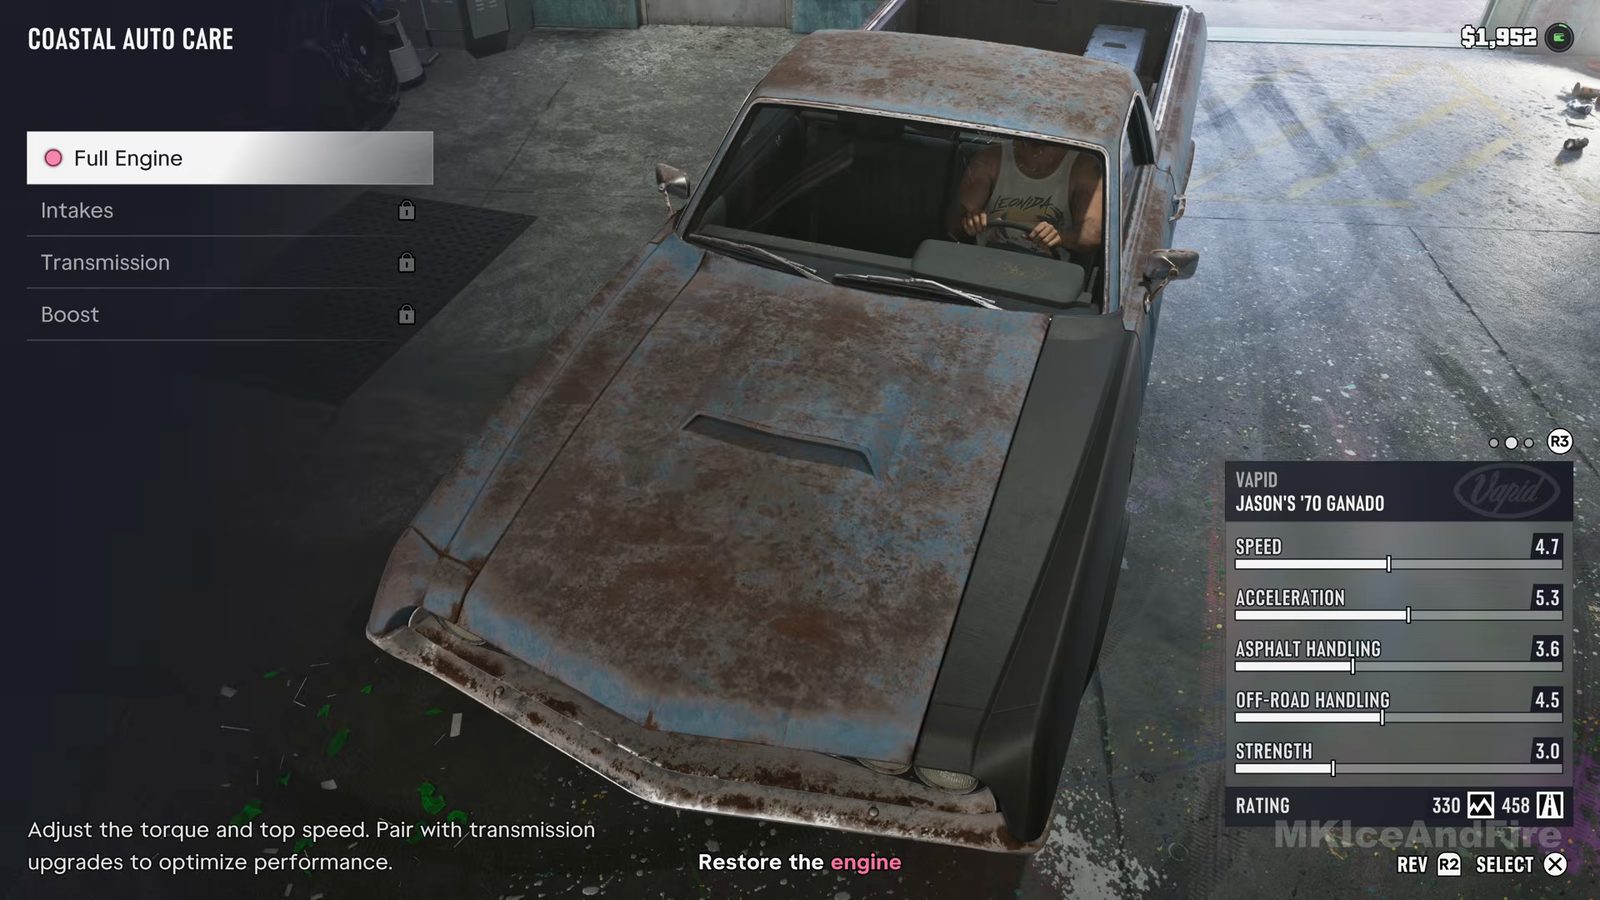 COASTAL AUTO CARE
$1,952
Full Engine
Intakes
Transmission
Boost
LEONIDA
R3
VAPID
JASON'S '70 GANADO
Vapid
SPEED 4.7
ACCELERATION 5.3
ASPHALT HANDLING 3.6
OFF-ROAD HANDLING 4.5
STRENGTH 3.0
RATING 330 458
MKIceAndFire
Adjust the torque and top speed. Pair with transmission
upgrades to optimize performance.
Restore the engine
REV R2 SELECT